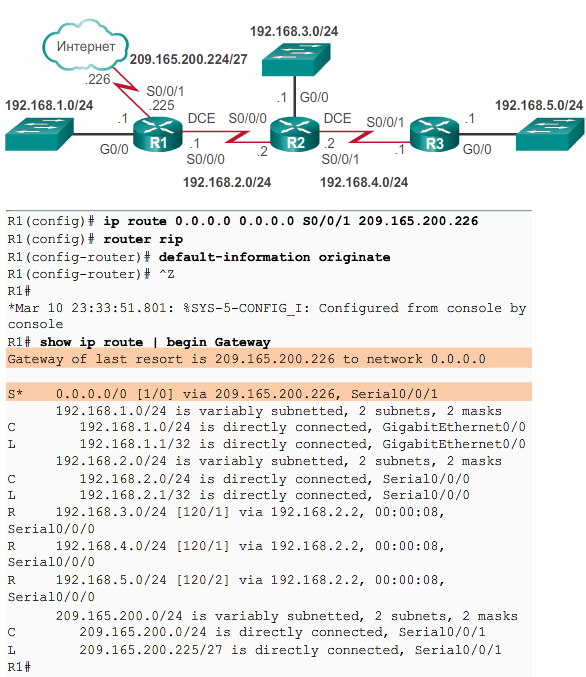 192.168.3.0/24
Интернет
209.165.200.224/27
.226
S0/0/1
192.168.1.0/24
.225
.1
G0/0
192.168.5.0/24
.1
DCE
S0/0/0
DCE
S0/0/1
.1
R1
R2
R3
G0/0
.1
S0/0/0
.2
.2
S0/0/1
.1
G0/0
192.168.2.0/24
192.168.4.0/24
R1(config)# ip route 0.0.0.0 0.0.0.0 S0/0/1 209.165.200.226
R1(config)# router rip
R1(config-router)# default-information originate
R1(config-router)# ^Z
R1#
*Mar 10 23:33:51.801: %SYS-5-CONFIG_I: Configured from console by
console
R1# show ip route | begin Gateway
Gateway of last resort is 209.165.200.226 to network 0.0.0.0
S* 0.0.0.0/0 [1/0] via 209.165.200.226, Serial0/0/1
192.168.1.0/24 is variably subnetted, 2 subnets, 2 masks
C 192.168.1.0/24 is directly connected, GigabitEthernet0/0
L 192.168.1.1/32 is directly connected, GigabitEthernet0/0
192.168.2.0/24 is variably subnetted, 2 subnets, 2 masks
C 192.168.2.0/24 is directly connected, Serial0/0/0
L 192.168.2.1/32 is directly connected, Serial0/0/0
R 192.168.3.0/24 [120/1] via 192.168.2.2, 00:00:08,
Serial0/0/0
R 192.168.4.0/24 [120/1] via 192.168.2.2, 00:00:08,
Serial0/0/0
R 192.168.5.0/24 [120/2] via 192.168.2.2, 00:00:08,
Serial0/0/0
209.165.200.0/24 is variably subnetted, 2 subnets, 2 masks
C 209.165.200.0/24 is directly connected, Serial0/0/1
L 209.165.200.225/27 is directly connected, Serial0/0/1
R1#